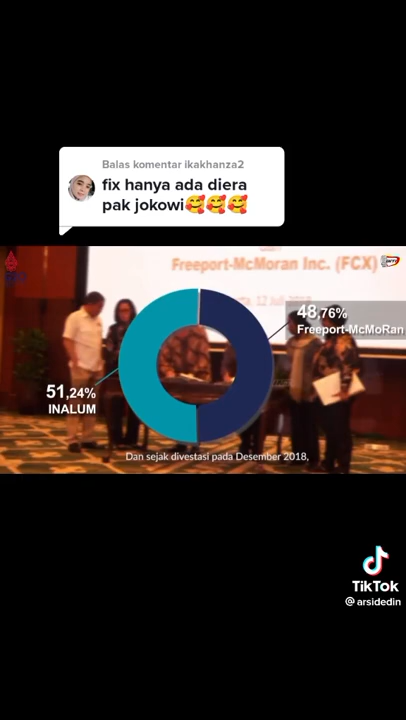 Balas komentar ikakhanza2
fix hanya ada diera
pak jokowi🥰🥰🥰
Freeport-McMoran Inc. (FCX)
48,76%
Freeport-McMoRan
51,24%
INALUM
Dan sejak divestasi pada Desember 2018,
TikTok
@arsidedin